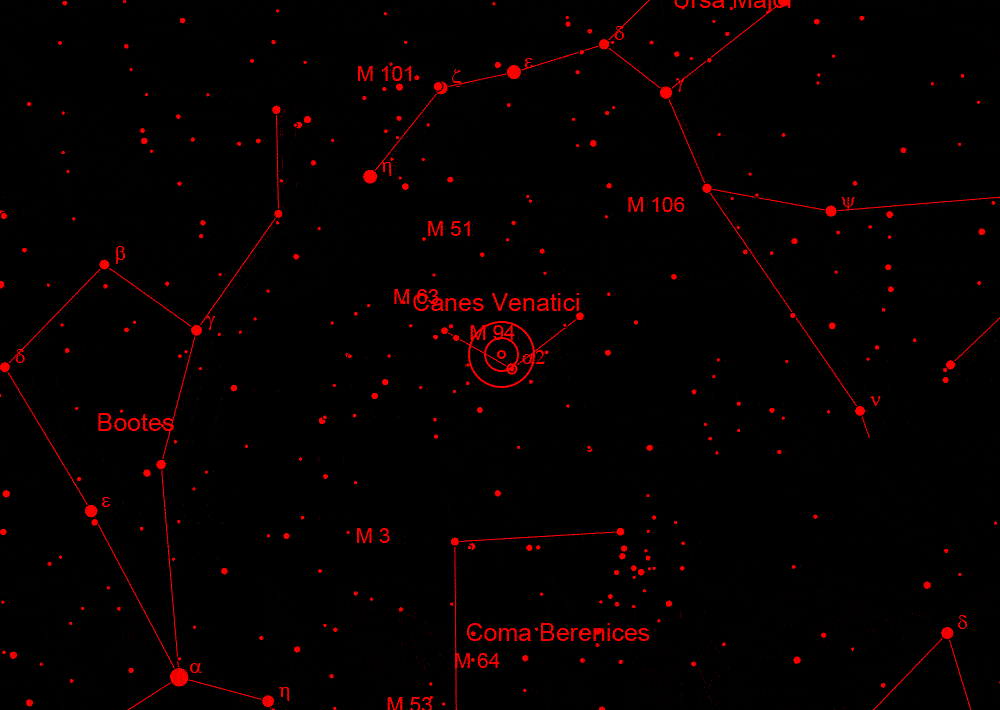 Ursa Major
δ
ε
ζ
M 101
γ
η
M 106
ψ
M 51
β
M 63
Canes Venatici
γ
M 94
α2
δ
ν
Bootes
ε
M 3
δ
Coma Berenices
M 64
α
η
M 53